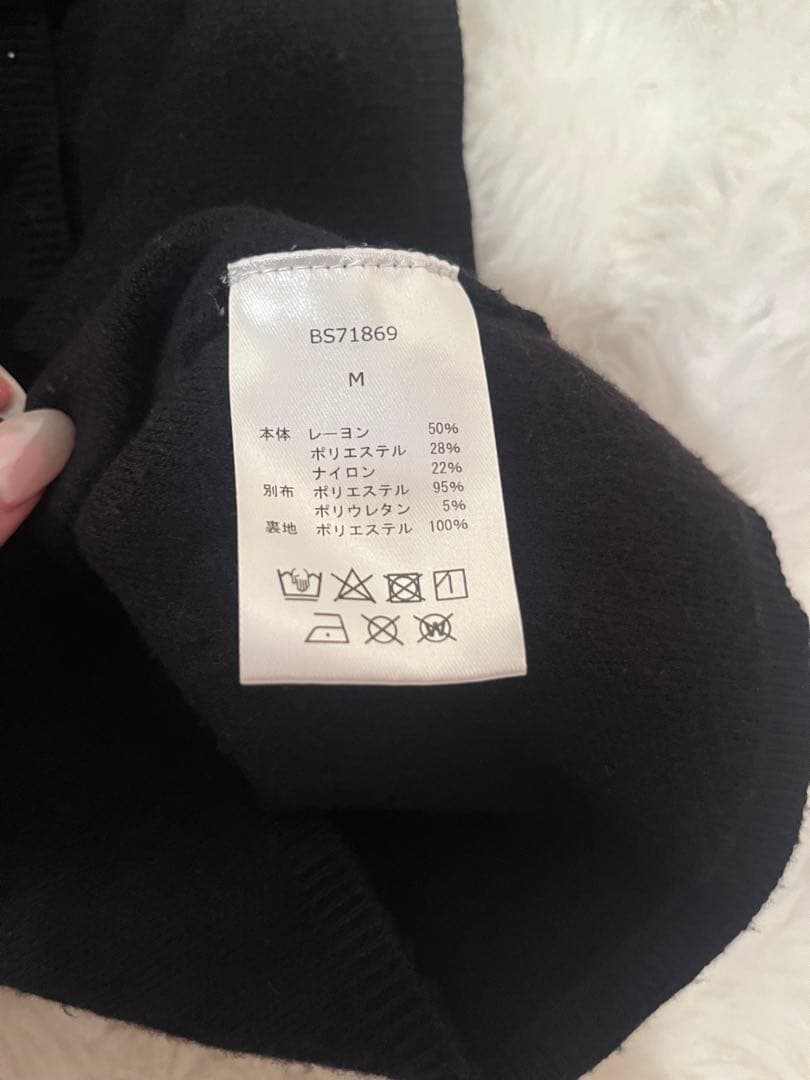 BS71869
M
本体 レーヨン 50%
ポリエステル 28%
ナイロン 22%
別布 ポリエステル 95%
ポリウレタン 5%
裏地 ポリエステル 100%
W